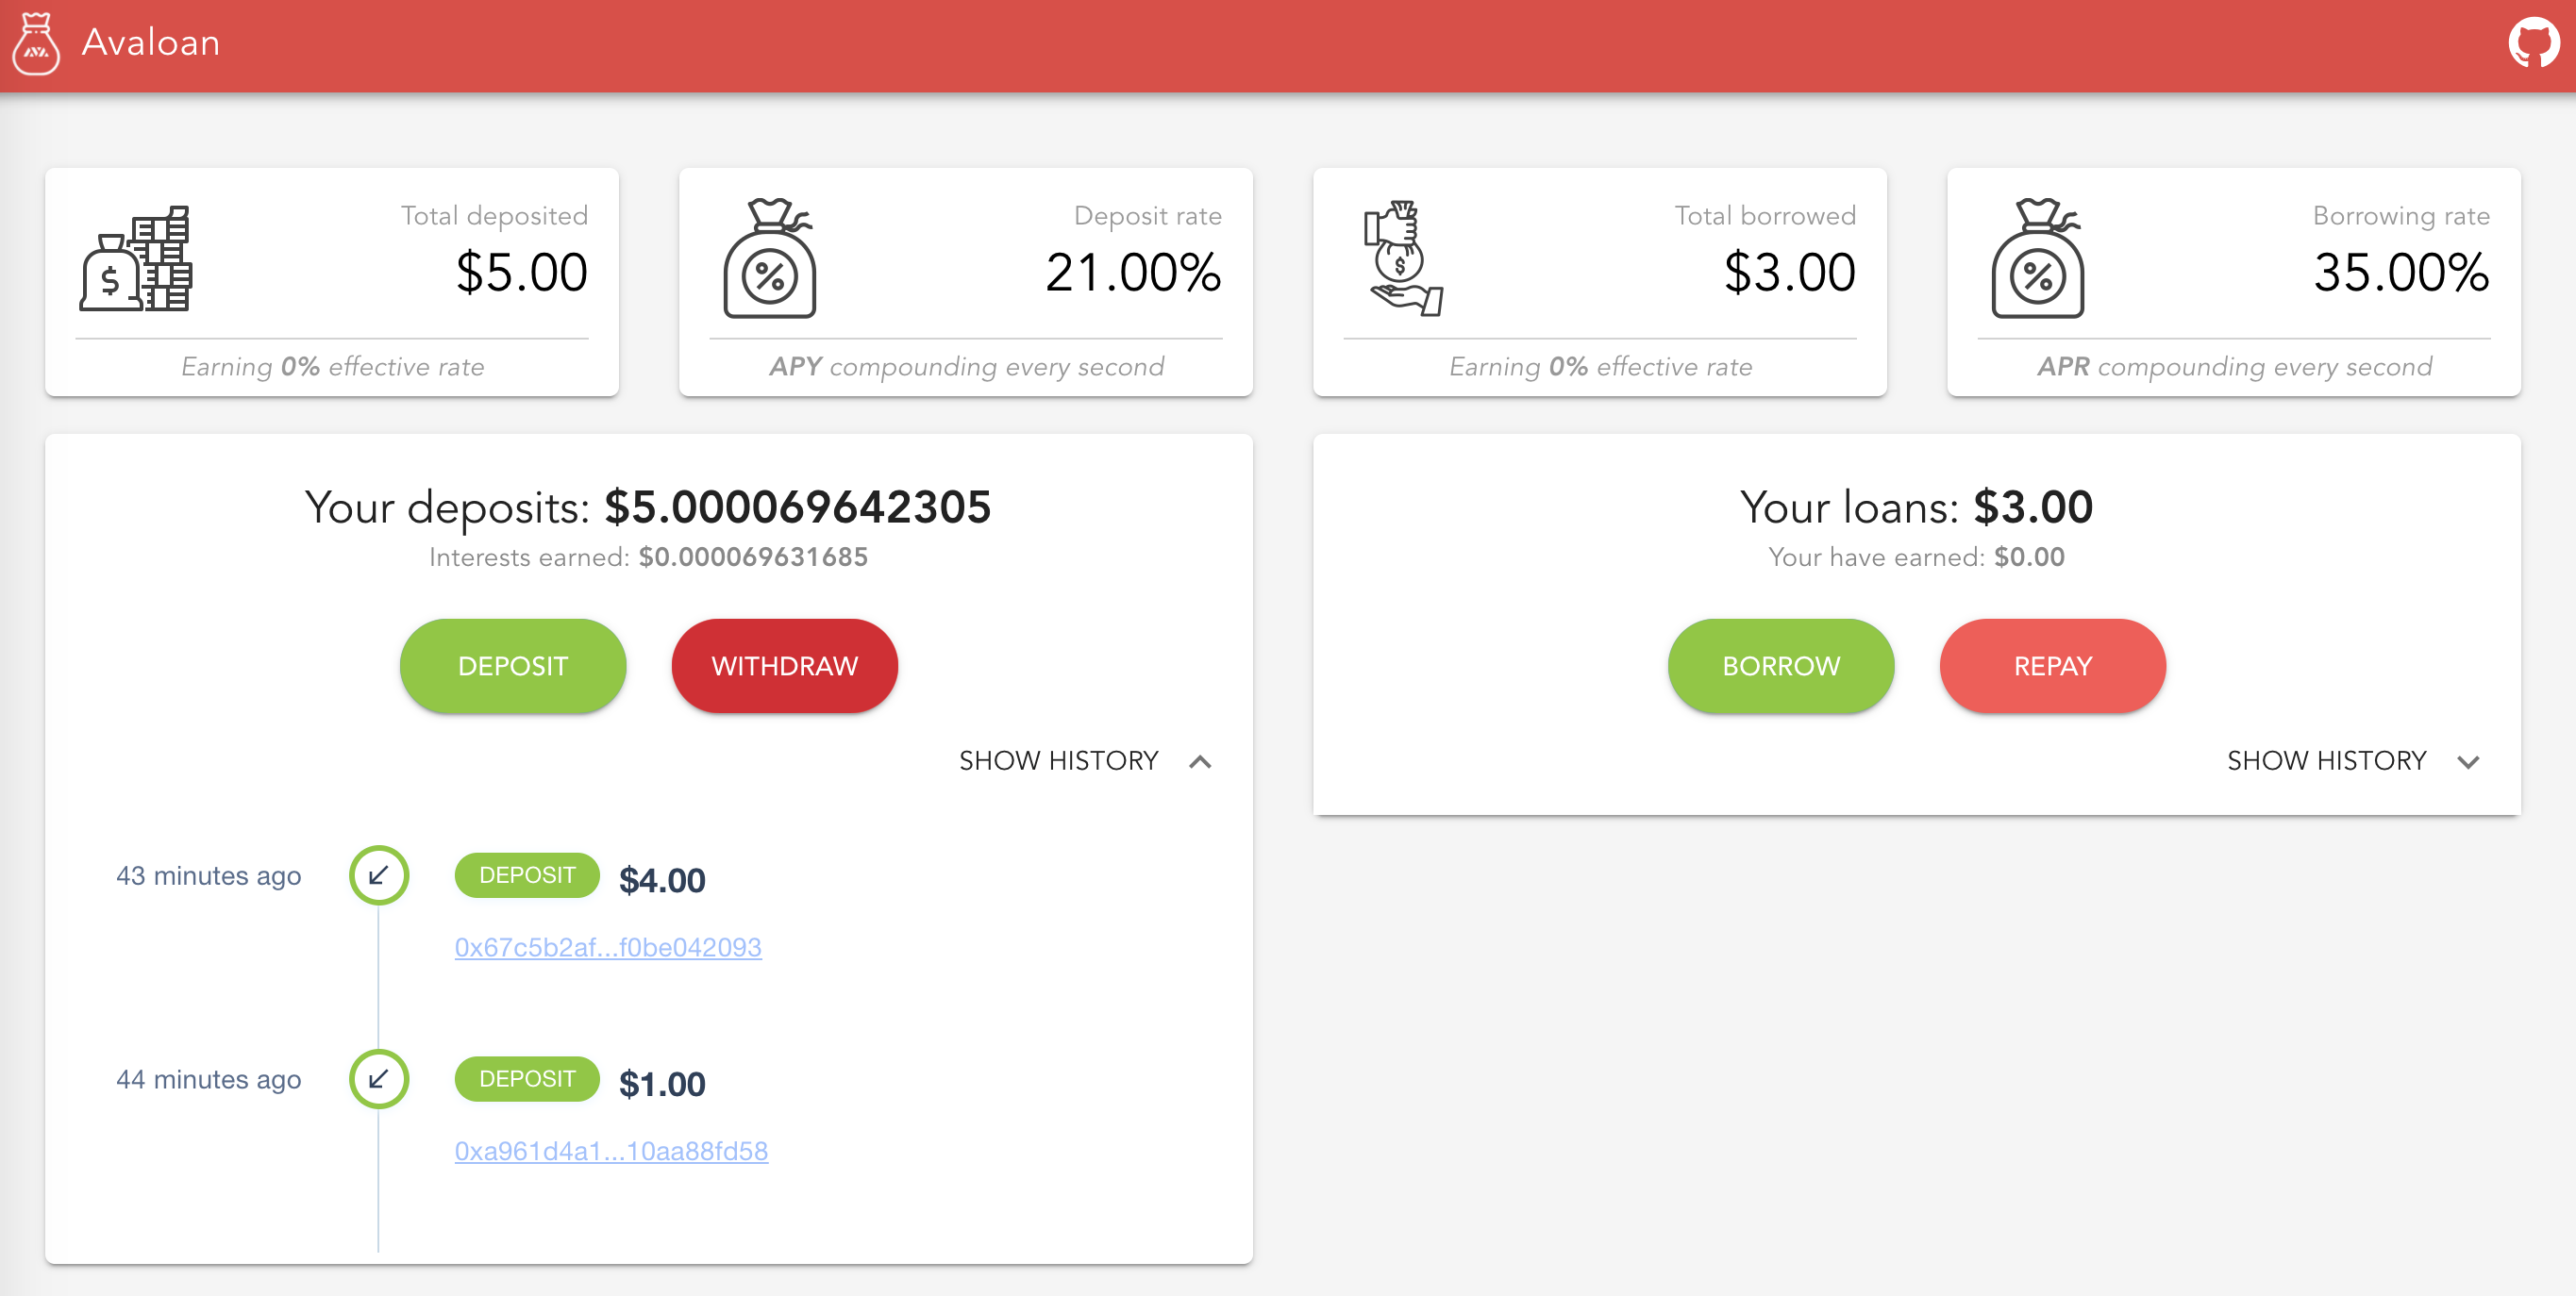 Avaloan
Total deposited
$5.00
Earning 0% effective rate
Deposit rate
21.00%
APY compounding every second
Total borrowed
$3.00
Earning 0% effective rate
Borrowing rate
35.00%
APR compounding every second
Your deposits: $5.000069642305
Interests earned: $0.000069631685
DEPOSIT WITHDRAW
SHOW HISTORY
43 minutes ago DEPOSIT $4.00
0x67c5b2af...f0be042093
44 minutes ago DEPOSIT $1.00
0xa961d4a1...10aa88fd58
Your loans: $3.00
Your have earned: $0.00
BORROW REPAY
SHOW HISTORY